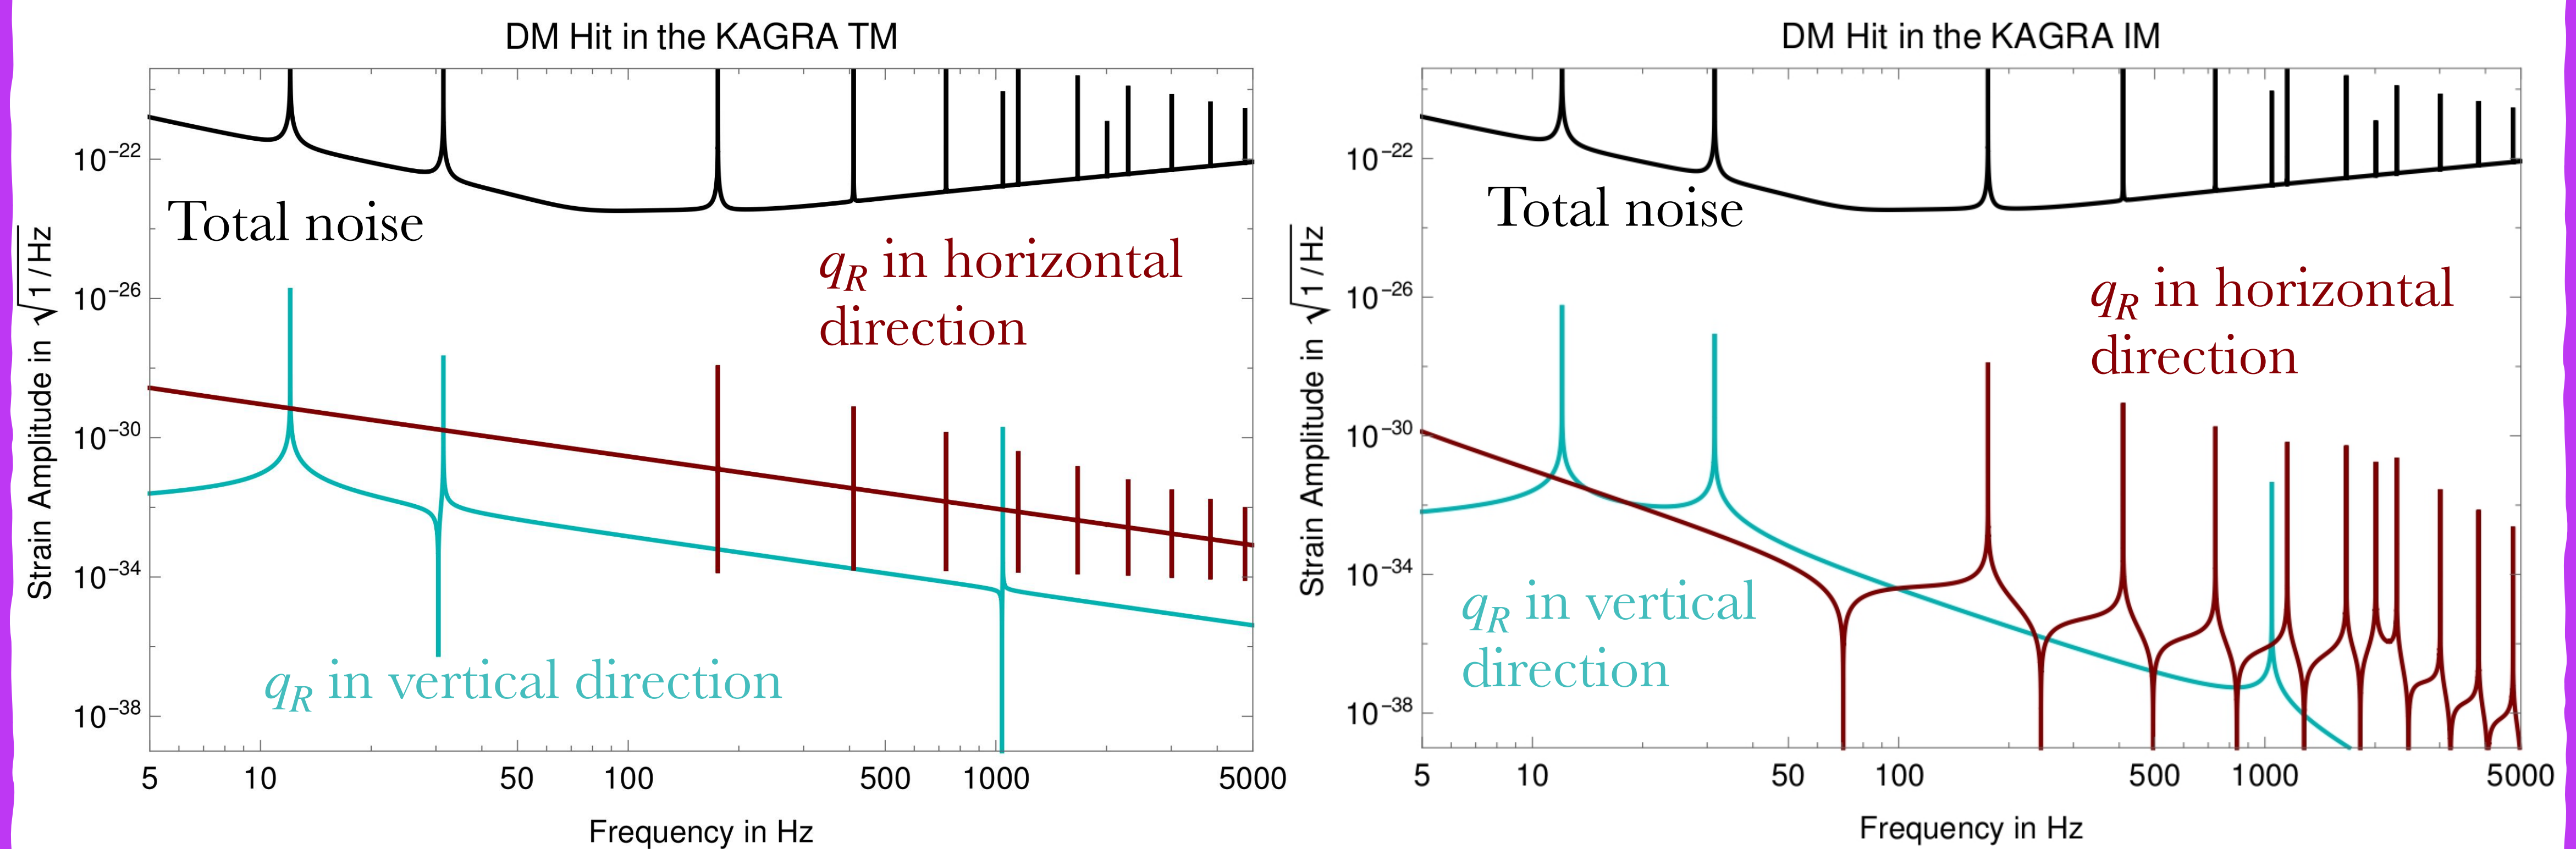 DM Hit in the KAGRA TM
Strain Amplitude in √1/Hz
10⁻²²
10⁻²⁶
10⁻³⁰
10⁻³⁴
10⁻³⁸
Total noise
q_R in horizontal
direction
q_R in vertical direction
5 10 50 100 500 1000 5000
Frequency in Hz
DM Hit in the KAGRA IM
Strain Amplitude in √1/Hz
10⁻²²
10⁻²⁶
10⁻³⁰
10⁻³⁴
10⁻³⁸
Total noise
q_R in horizontal
direction
q_R in vertical
direction
5 10 50 100 500 1000 5000
Frequency in Hz